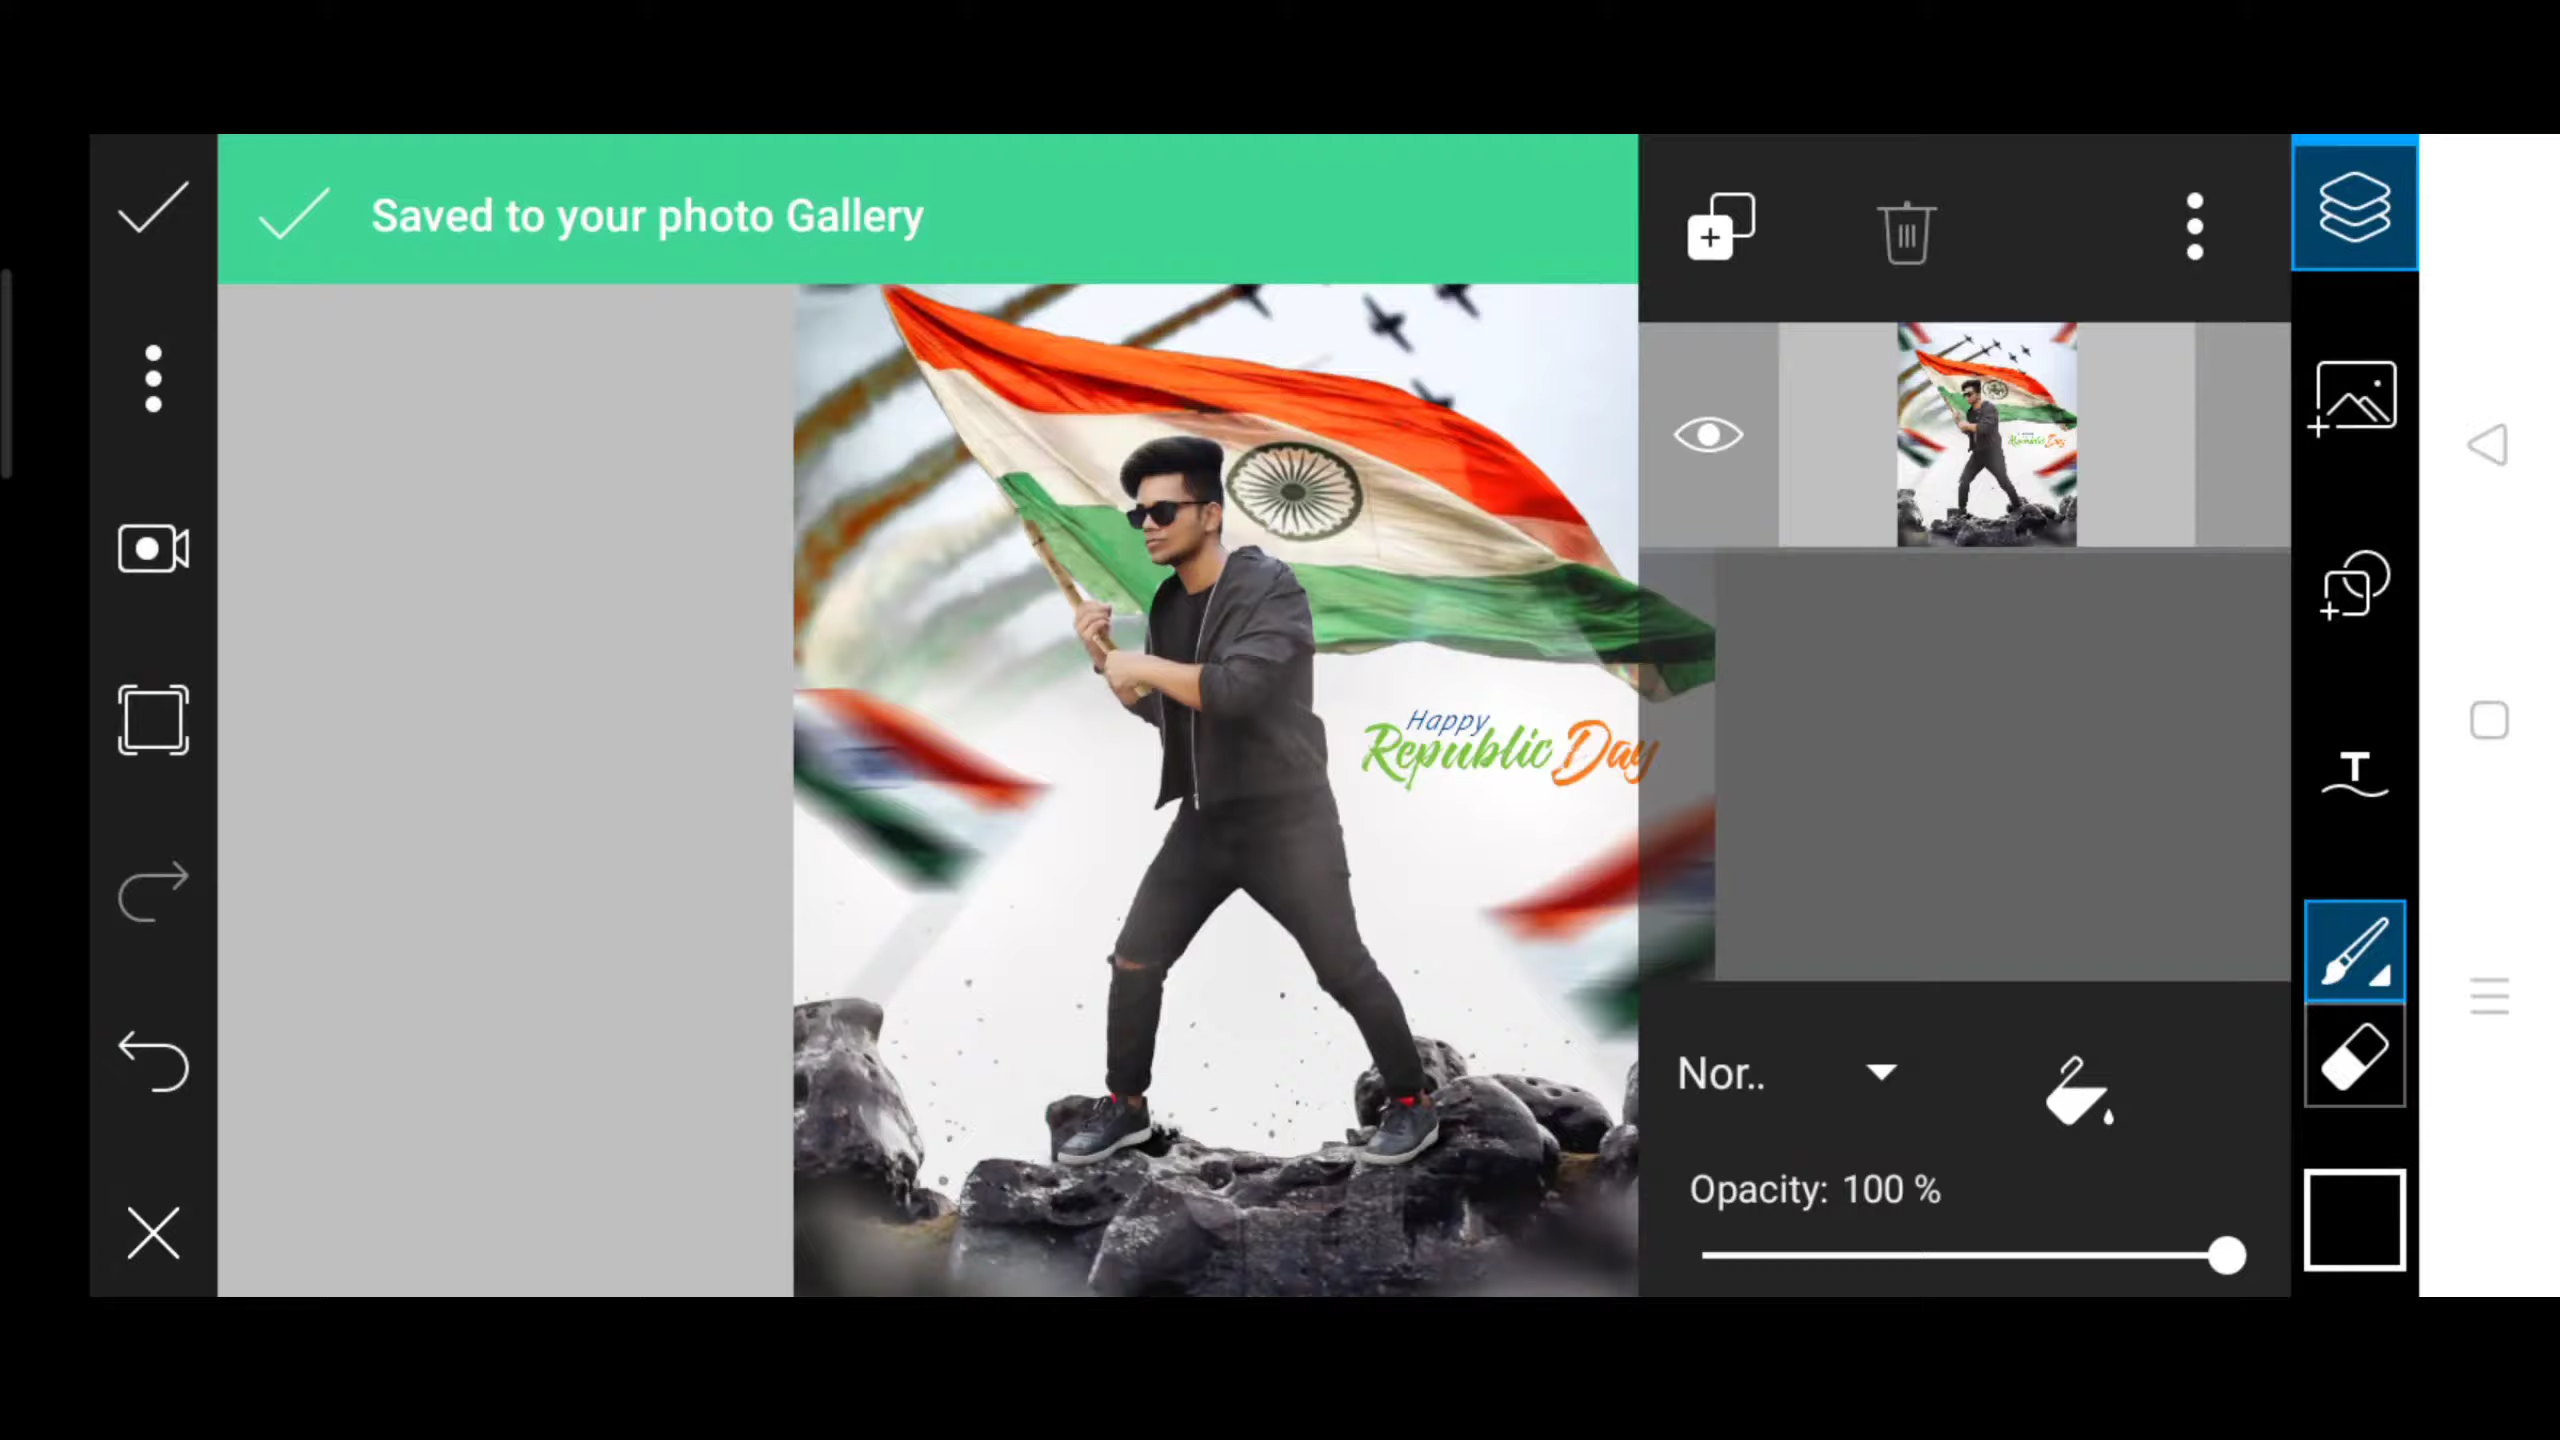 Saved to your photo Gallery
Happy
Republic Day
Nor..
Opacity: 100 %